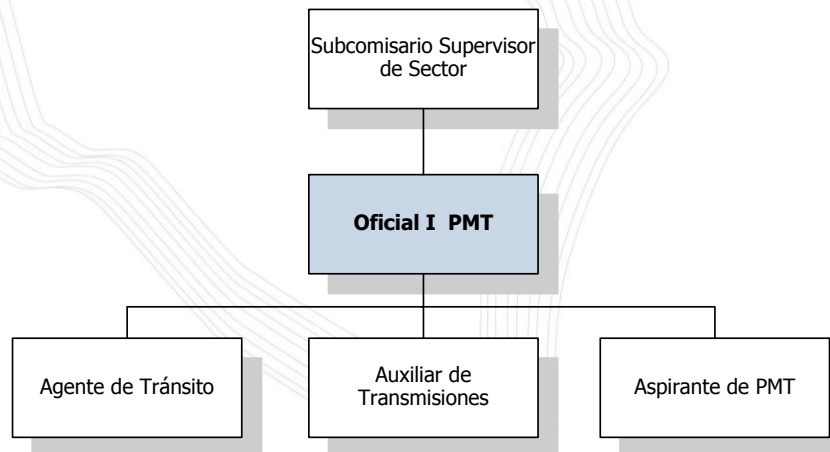 Subcomisario Supervisor
de Sector
Oficial I PMT
Agente de Tránsito
Auxiliar de
Transmisiones
Aspirante de PMT